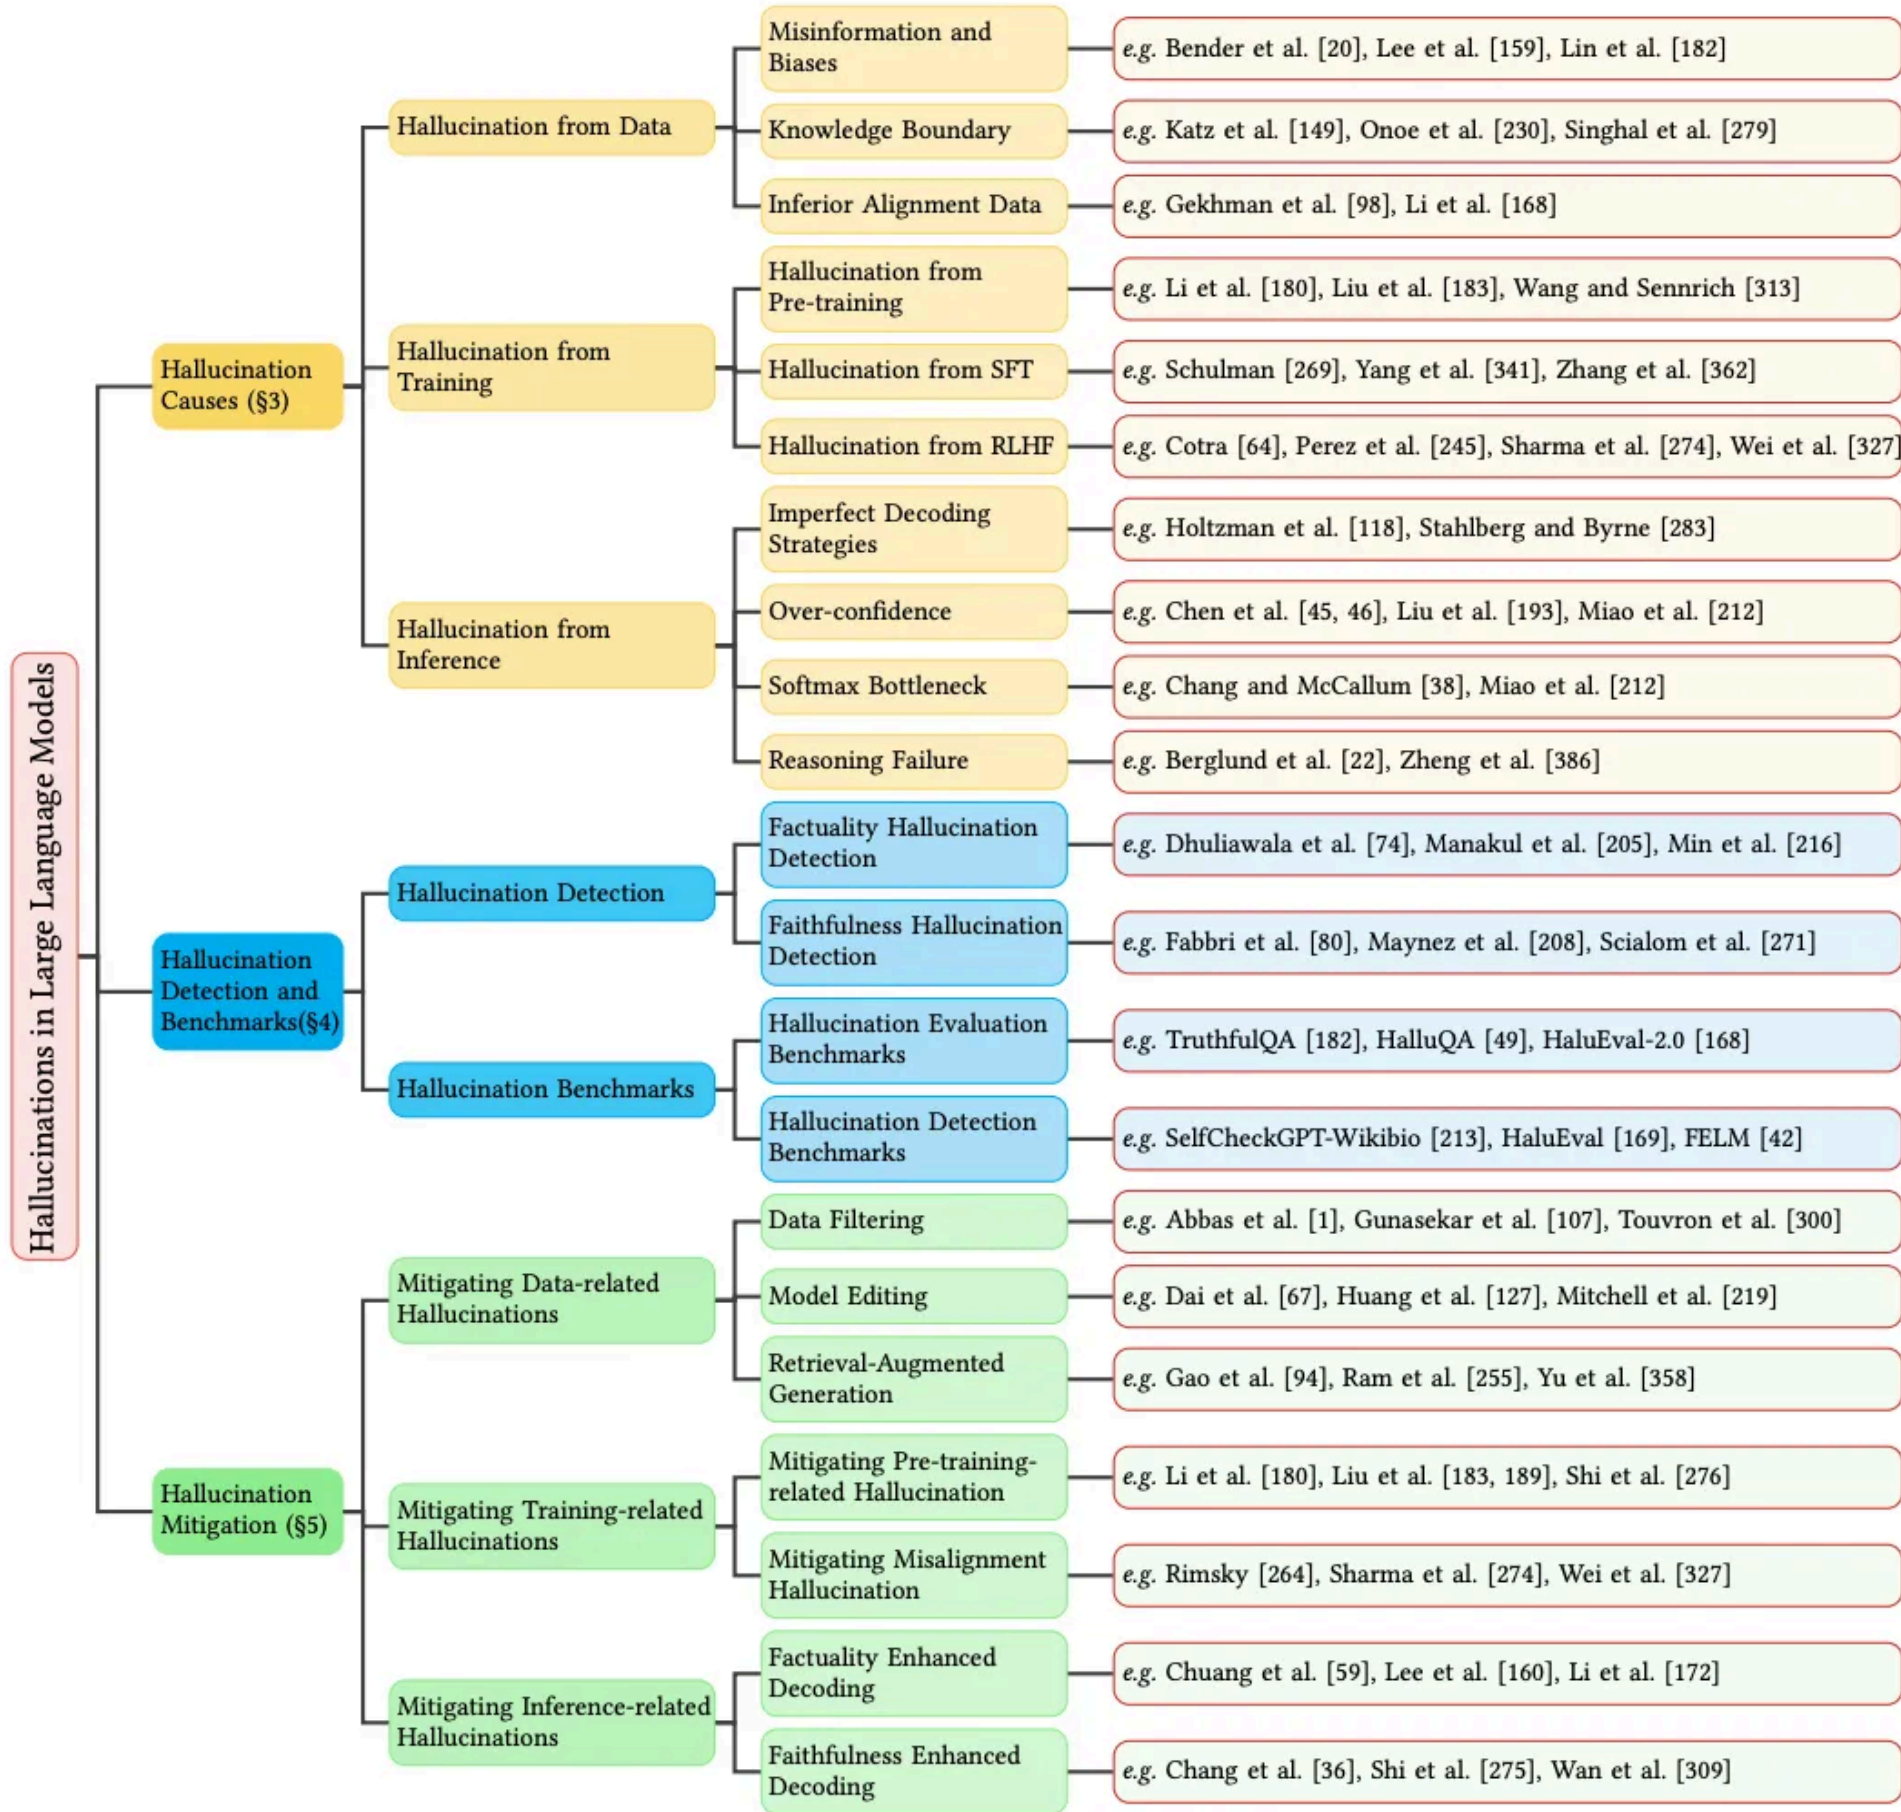 Hallucinations in Large Language Models
Hallucination
Causes (§3)
Hallucination from Data
Misinformation and
Biases
e.g. Bender et al. [20], Lee et al. [159], Lin et al. [182]
Knowledge Boundary
e.g. Katz et al. [149], Onoe et al. [230], Singhal et al. [279]
Inferior Alignment Data
e.g. Gekhman et al. [98], Li et al. [168]
Hallucination from
Training
Hallucination from
Pre-training
e.g. Li et al. [180], Liu et al. [183], Wang and Sennrich [313]
Hallucination from SFT
e.g. Schulman [269], Yang et al. [341], Zhang et al. [362]
Hallucination from RLHF
e.g. Cotra [64], Perez et al. [245], Sharma et al. [274], Wei et al. [327]
Hallucination from
Inference
Imperfect Decoding
Strategies
e.g. Holtzman et al. [118], Stahlberg and Byrne [283]
Over-confidence
e.g. Chen et al. [45, 46], Liu et al. [193], Miao et al. [212]
Softmax Bottleneck
e.g. Chang and McCallum [38], Miao et al. [212]
Reasoning Failure
e.g. Berglund et al. [22], Zheng et al. [386]
Hallucination
Detection and
Benchmarks(§4)
Hallucination Detection
Factuality Hallucination
Detection
e.g. Dhuliawala et al. [74], Manakul et al. [205], Min et al. [216]
Faithfulness Hallucination
Detection
e.g. Fabbri et al. [80], Maynez et al. [208], Scialom et al. [271]
Hallucination Benchmarks
Hallucination Evaluation
Benchmarks
e.g. TruthfulQA [182], HalluQA [49], HaluEval-2.0 [168]
Hallucination Detection
Benchmarks
e.g. SelfCheckGPT-Wikibio [213], HaluEval [169], FELM [42]
Hallucination
Mitigation (§5)
Mitigating Data-related
Hallucinations
Data Filtering
e.g. Abbas et al. [1], Gunasekar et al. [107], Touvron et al. [300]
Model Editing
e.g. Dai et al. [67], Huang et al. [127], Mitchell et al. [219]
Retrieval-Augmented
Generation
e.g. Gao et al. [94], Ram et al. [255], Yu et al. [358]
Mitigating Training-related
Hallucinations
Mitigating Pre-training-
related Hallucination
e.g. Li et al. [180], Liu et al. [183, 189], Shi et al. [276]
Mitigating Misalignment
Hallucination
e.g. Rimsky [264], Sharma et al. [274], Wei et al. [327]
Mitigating Inference-related
Hallucinations
Factuality Enhanced
Decoding
e.g. Chuang et al. [59], Lee et al. [160], Li et al. [172]
Faithfulness Enhanced
Decoding
e.g. Chang et al. [36], Shi et al. [275], Wan et al. [309]